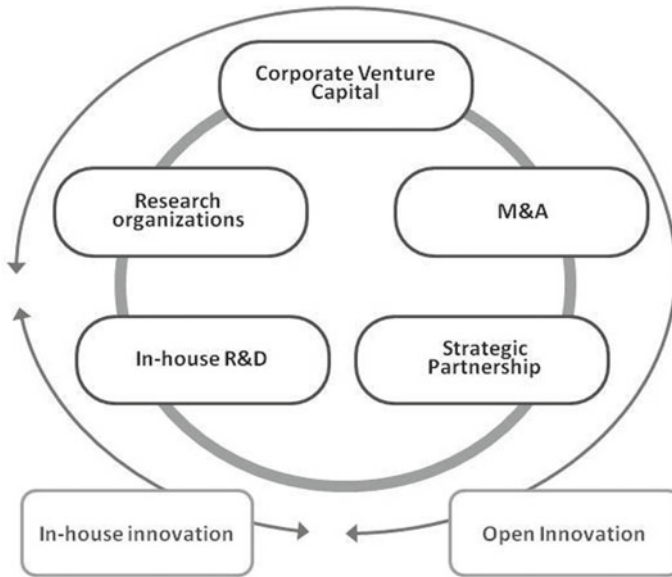 Corporate Venture
Capital
Research
organizations
M&A
In-house R&D
Strategic
Partnership
In-house innovation
Open Innovation